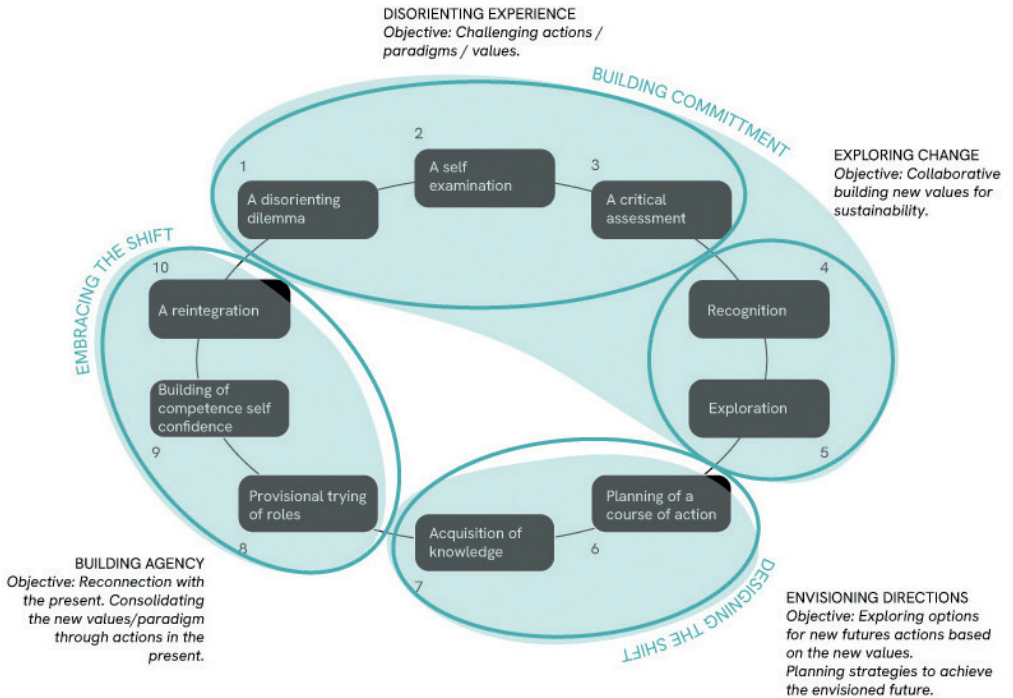 DISORIENTING EXPERIENCE
Objective: Challenging actions /
paradigms / values.
BUILDING COMMITTMENT
1
A disorienting
dilemma
2
A self
examination
3
A critical
assessment
EXPLORING CHANGE
Objective: Collaborative
building new values for
sustainability.
4
Recognition
Exploration
5
Planning of a
course of action
6
Acquisition of
knowledge
7
DESIGNING THE SHIFT
ENVISIONING DIRECTIONS
Objective: Exploring options
for new futures actions based
on the new values.
Planning strategies to achieve
the envisioned future.
EMBRACING THE SHIFT
10
A reintegration
Building of
competence self
confidence
9
Provisional trying
of roles
8
BUILDING AGENCY
Objective: Reconnection with
the present. Consolidating
the new values/paradigm
through actions in the
present.